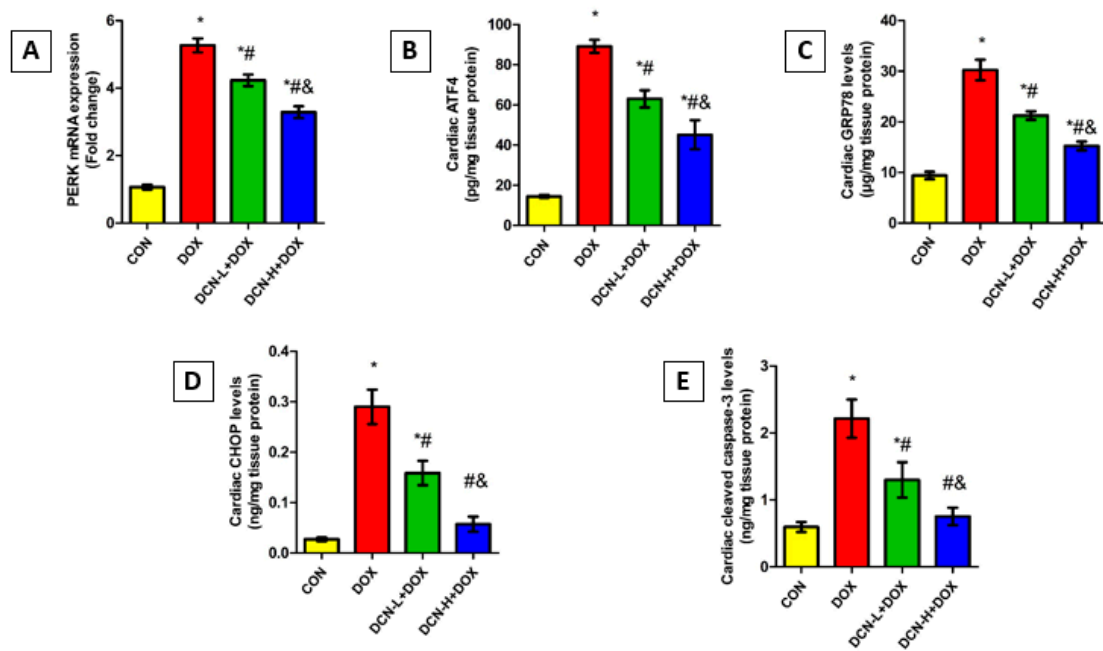 A
PERK mRNA expression
(Fold change)
6
4
2
0
*
*#
*#&
CON
DOX
DCN-L+DOX
DCN-H+DOX
B
Cardiac ATF4
(pg/mg tissue protein)
100
80
60
40
20
0
*
*#
*#&
CON
DOX
DCN-L+DOX
DCN-H+DOX
C
Cardiac GRP78 levels
(µg/mg tissue protein)
40
30
20
10
0
*
*#
*#&
CON
DOX
DCN-L+DOX
DCN-H+DOX
D
Cardiac CHOP levels
(ng/mg tissue protein)
0.4
0.3
0.2
0.1
0.0
*
*#
#&
CON
DOX
DCN-L+DOX
DCN-H+DOX
E
Cardiac cleaved caspase-3 levels
(ng/mg tissue protein)
3
2
1
0
*
*#
#&
CON
DOX
DCN-L+DOX
DCN-H+DOX